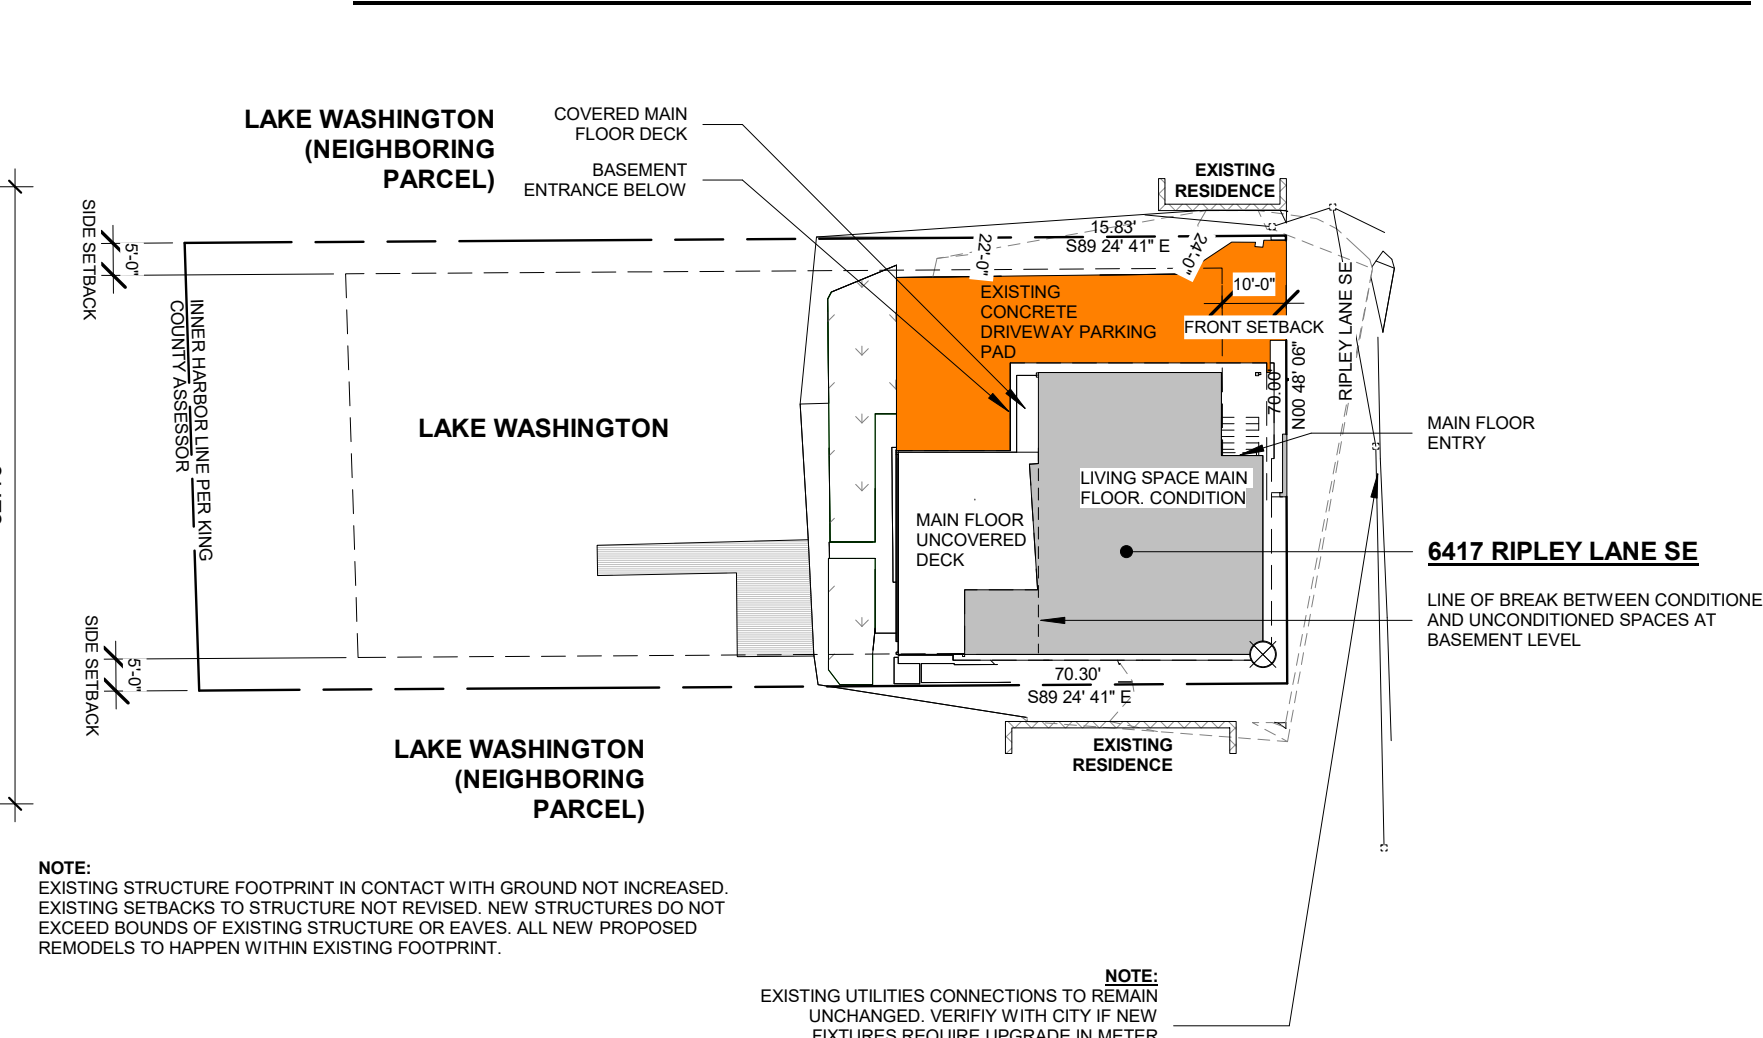 LAKE WASHINGTON
(NEIGHBORING
PARCEL)
COVERED MAIN
FLOOR DECK
BASEMENT
ENTRANCE BELOW
EXISTING
RESIDENCE
SIDE SETBACK
5'-0"
15.83'
S89 24' 41" E
22'-0"
24'-0"
10'-0"
FRONT SETBACK
RIPLEY LANE SE
EXISTING
CONCRETE
DRIVEWAY PARKING
PAD
INNER HARBOR LINE PER KING
COUNTY ASSESSOR
70.00'
N00 48' 06"
LAKE WASHINGTON
MAIN FLOOR
ENTRY
LIVING SPACE MAIN
FLOOR. CONDITION
MAIN FLOOR
UNCOVERED
DECK
6417 RIPLEY LANE SE
LINE OF BREAK BETWEEN CONDITIONE
AND UNCONDITIONED SPACES AT
BASEMENT LEVEL
SIDE SETBACK
5'-0"
70.30'
S89 24' 41" E
LAKE WASHINGTON
(NEIGHBORING
PARCEL)
EXISTING
RESIDENCE
NOTE:
EXISTING STRUCTURE FOOTPRINT IN CONTACT WITH GROUND NOT INCREASED.
EXISTING SETBACKS TO STRUCTURE NOT REVISED. NEW STRUCTURES DO NOT
EXCEED BOUNDS OF EXISTING STRUCTURE OR EAVES. ALL NEW PROPOSED
REMODELS TO HAPPEN WITHIN EXISTING FOOTPRINT.
NOTE:
EXISTING UTILITIES CONNECTIONS TO REMAIN
UNCHANGED. VERIFIY WITH CITY IF NEW
FIXTURES REQUIRE UPGRADE IN METER